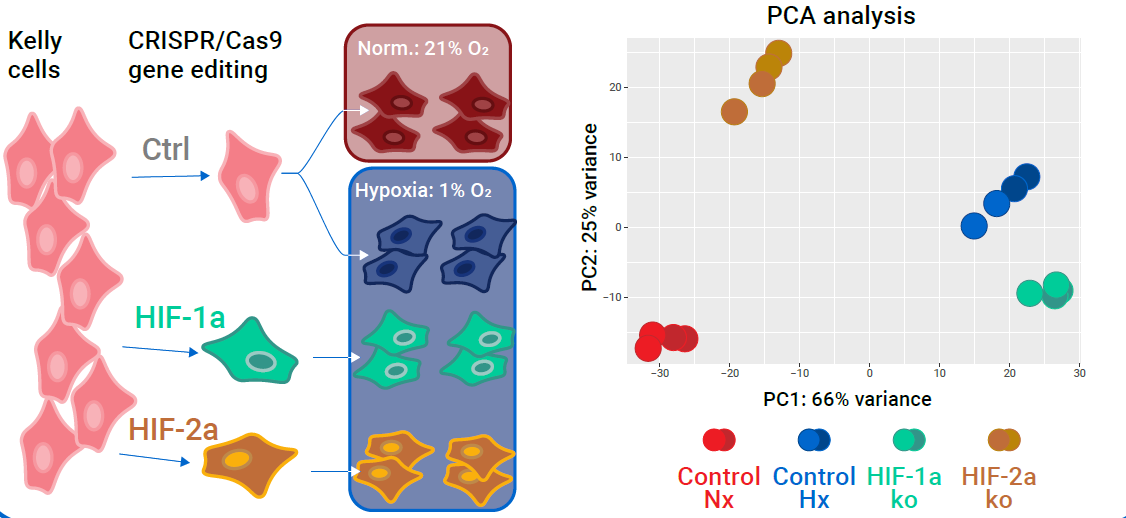 Kelly
cells
CRISPR/Cas9
gene editing
Norm.: 21% O₂
Ctrl
Hypoxia: 1% O₂
HIF-1a
HIF-2a
PCA analysis
PC2: 25% variance
20
10
0
−10
−30
−20
−10
0
10
20
30
PC1: 66% variance
Control
Nx
Control
Hx
HIF-1a
ko
HIF-2a
ko